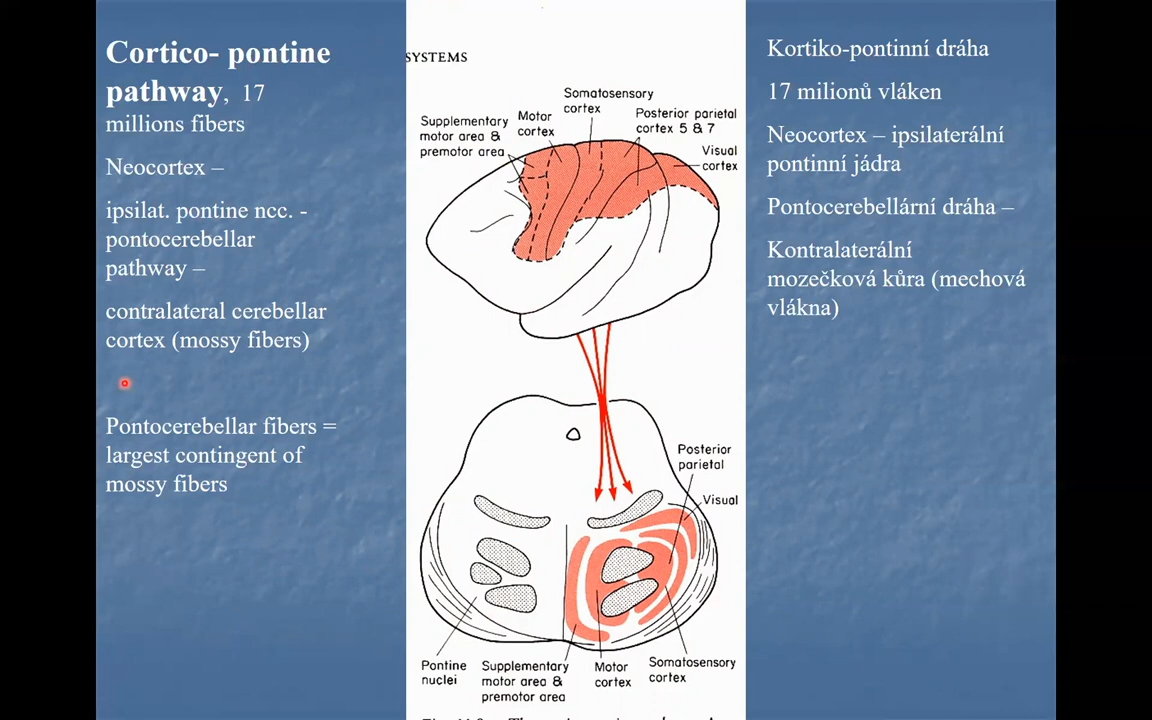 Cortico- pontine
pathway, 17
millions fibers
Neocortex –
ipsilat. pontine ncc. -
pontocerebellar
pathway –
contralateral cerebellar
cortex (mossy fibers)
Pontocerebellar fibers =
largest contingent of
mossy fibers
SYSTEMS
Supplementary
motor area &
premotor area
Motor
cortex
Somatosensory
cortex
Posterior parietal
cortex 5 & 7
Visual
cortex
Posterior
parietal
Visual
Pontine
nuclei
Supplementary
motor area &
premotor area
Motor
cortex
Somatosensory
cortex
Kortiko-pontinní dráha
17 milionů vláken
Neocortex – ipsilaterální
pontinní jádra
Pontocerebellární dráha –
Kontralaterální
mozečková kůra (mechová
vlákna)